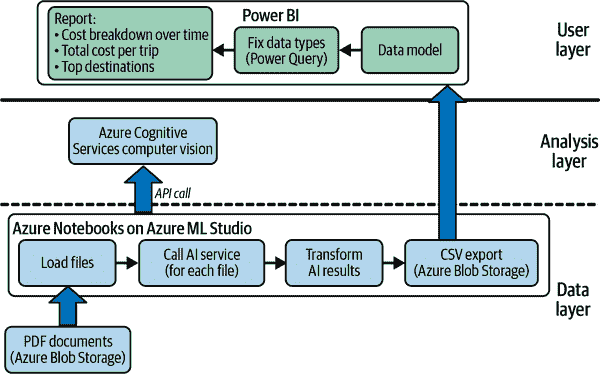 Power BI
Report:
• Cost breakdown over time
• Total cost per trip
• Top destinations
Fix data types
(Power Query)
Data model
User
layer
Azure Cognitive
Services computer vision
API call
Analysis
layer
Azure Notebooks on Azure ML Studio
Load files
Call AI service
(for each file)
Transform
AI results
CSV export
(Azure Blob Storage)
Data
layer
PDF documents
(Azure Blob Storage)